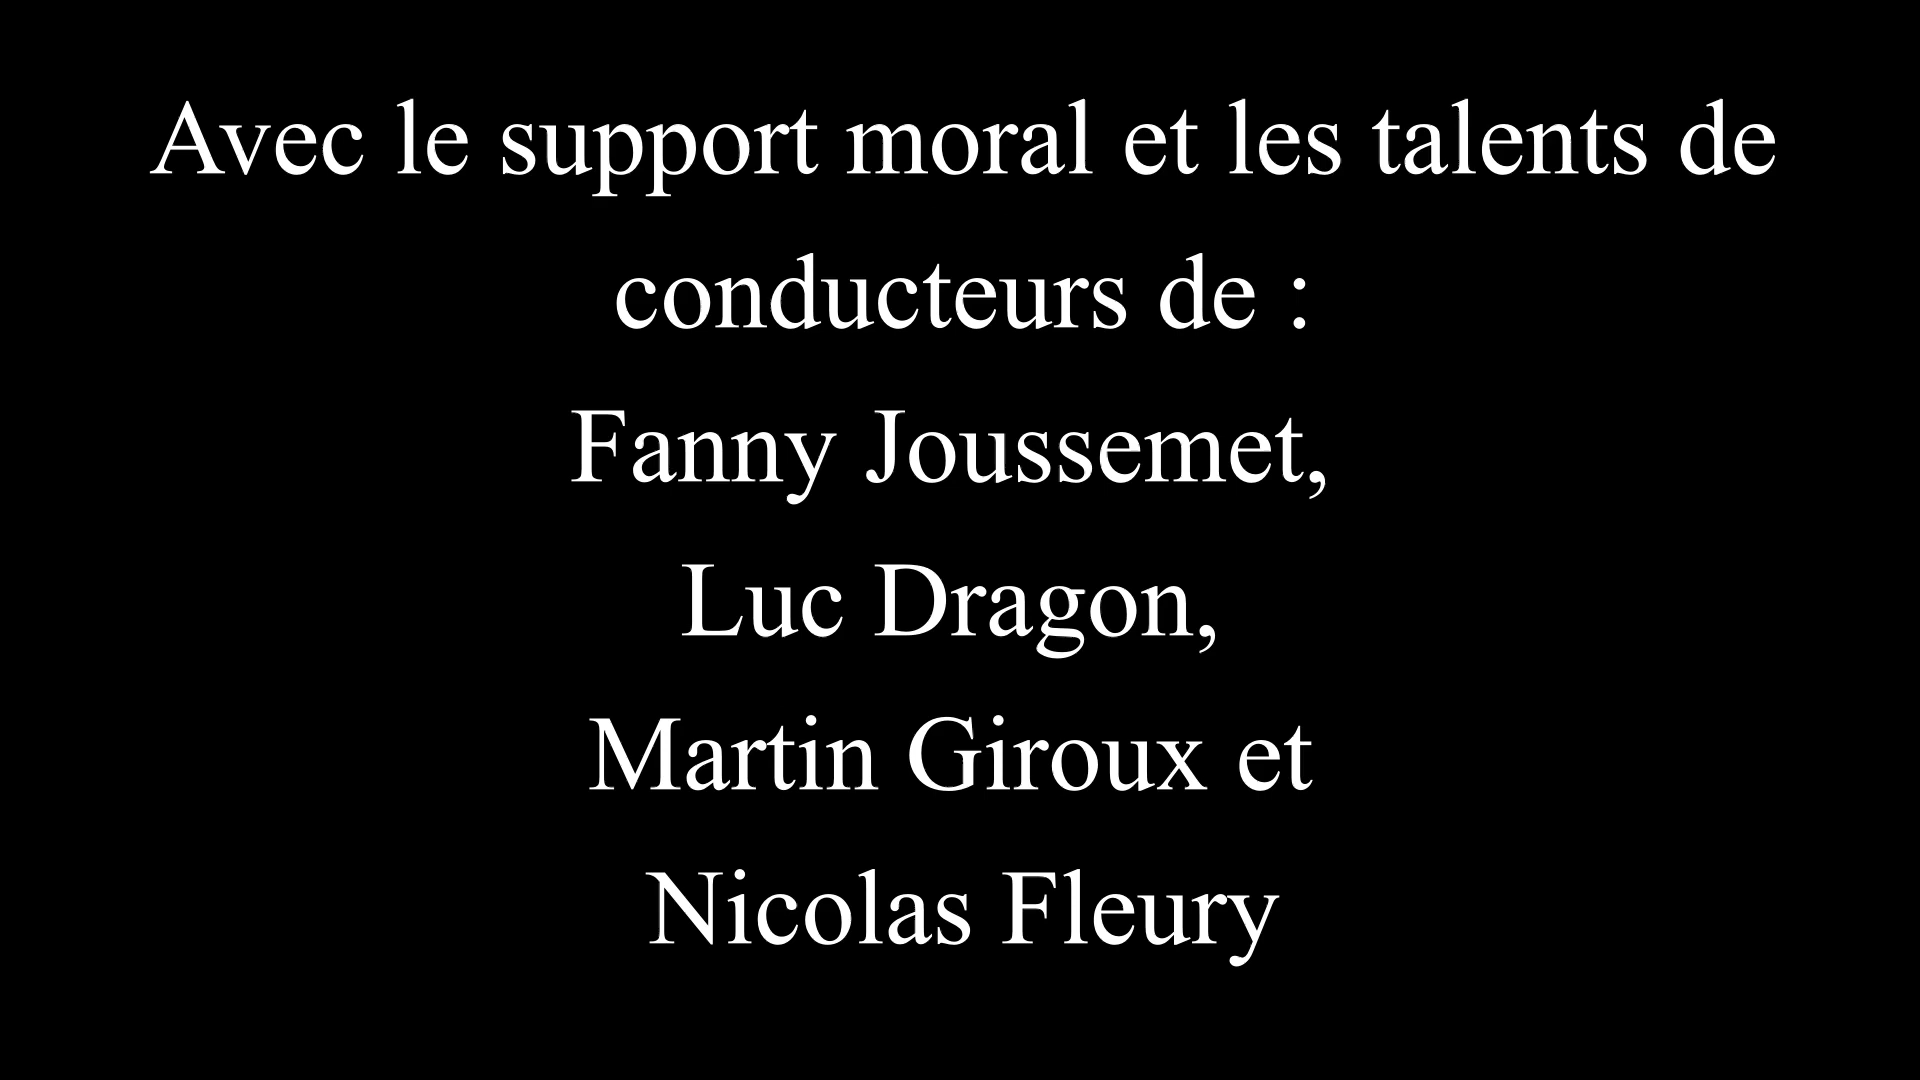 Avec le support moral et les talents de
conducteurs de :
Fanny Joussemet,
Luc Dragon,
Martin Giroux et
Nicolas Fleury